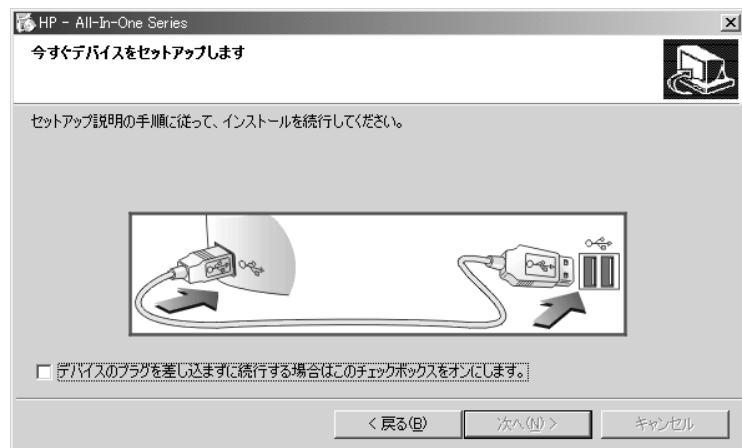 HP - All-In-One Series
今すぐデバイスをセットアップします
セットアップ説明の手順に従って、インストールを続行してください。
デバイスのプラグを差し込まずに続行する場合はこのチェックボックスをオンにします。
< 戻る(B)
次へ(N) >
キャンセル